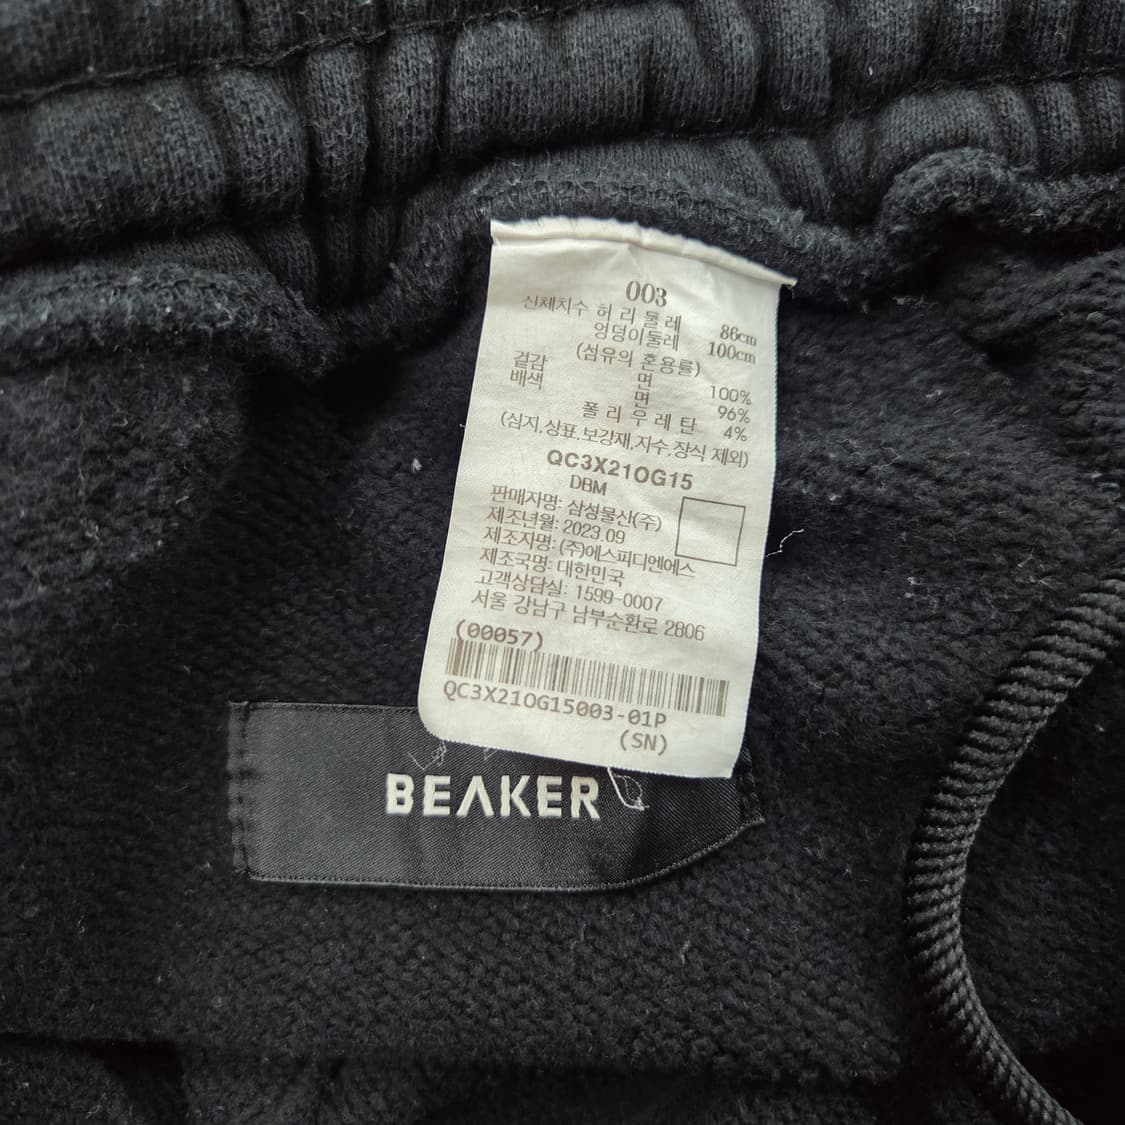 003
신체치수 허리둘레 86cm
엉덩이둘레 100cm
(섬유의 혼용률)
겉감 면 100%
배색 면 96%
폴리우레탄 4%
(심지,상표,보강재,자수,장식 제외)
QC3X21OG15
DBM
판매자명: 삼성물산(주)
제조년월: 2023.09
제조자명: (주)에스피디엔에스
제조국명: 대한민국
고객상담실: 1599-0007
서울 강남구 남부순환로 2806
(00057)
QC3X21OG15003-01P
(SN)
BEAKER